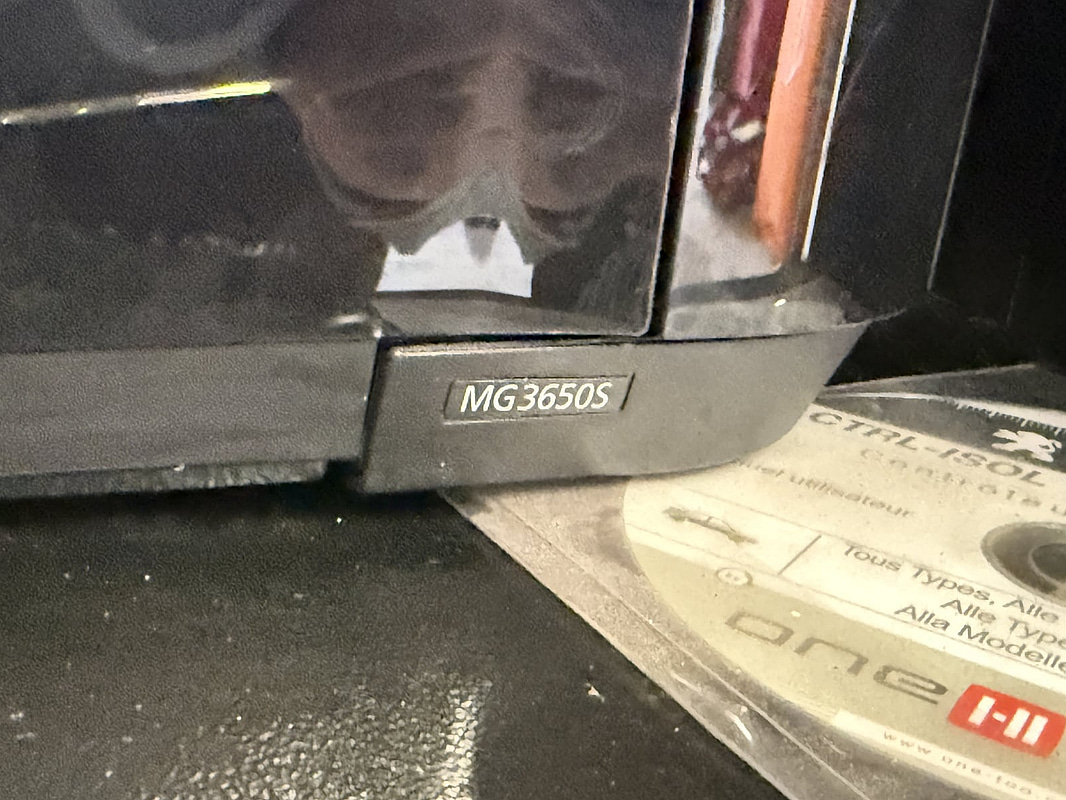 MG3650S
CTRL-ISOL
utilisateur
Tous Types, Alle
Alle Type
Alla Modelle
one I-II